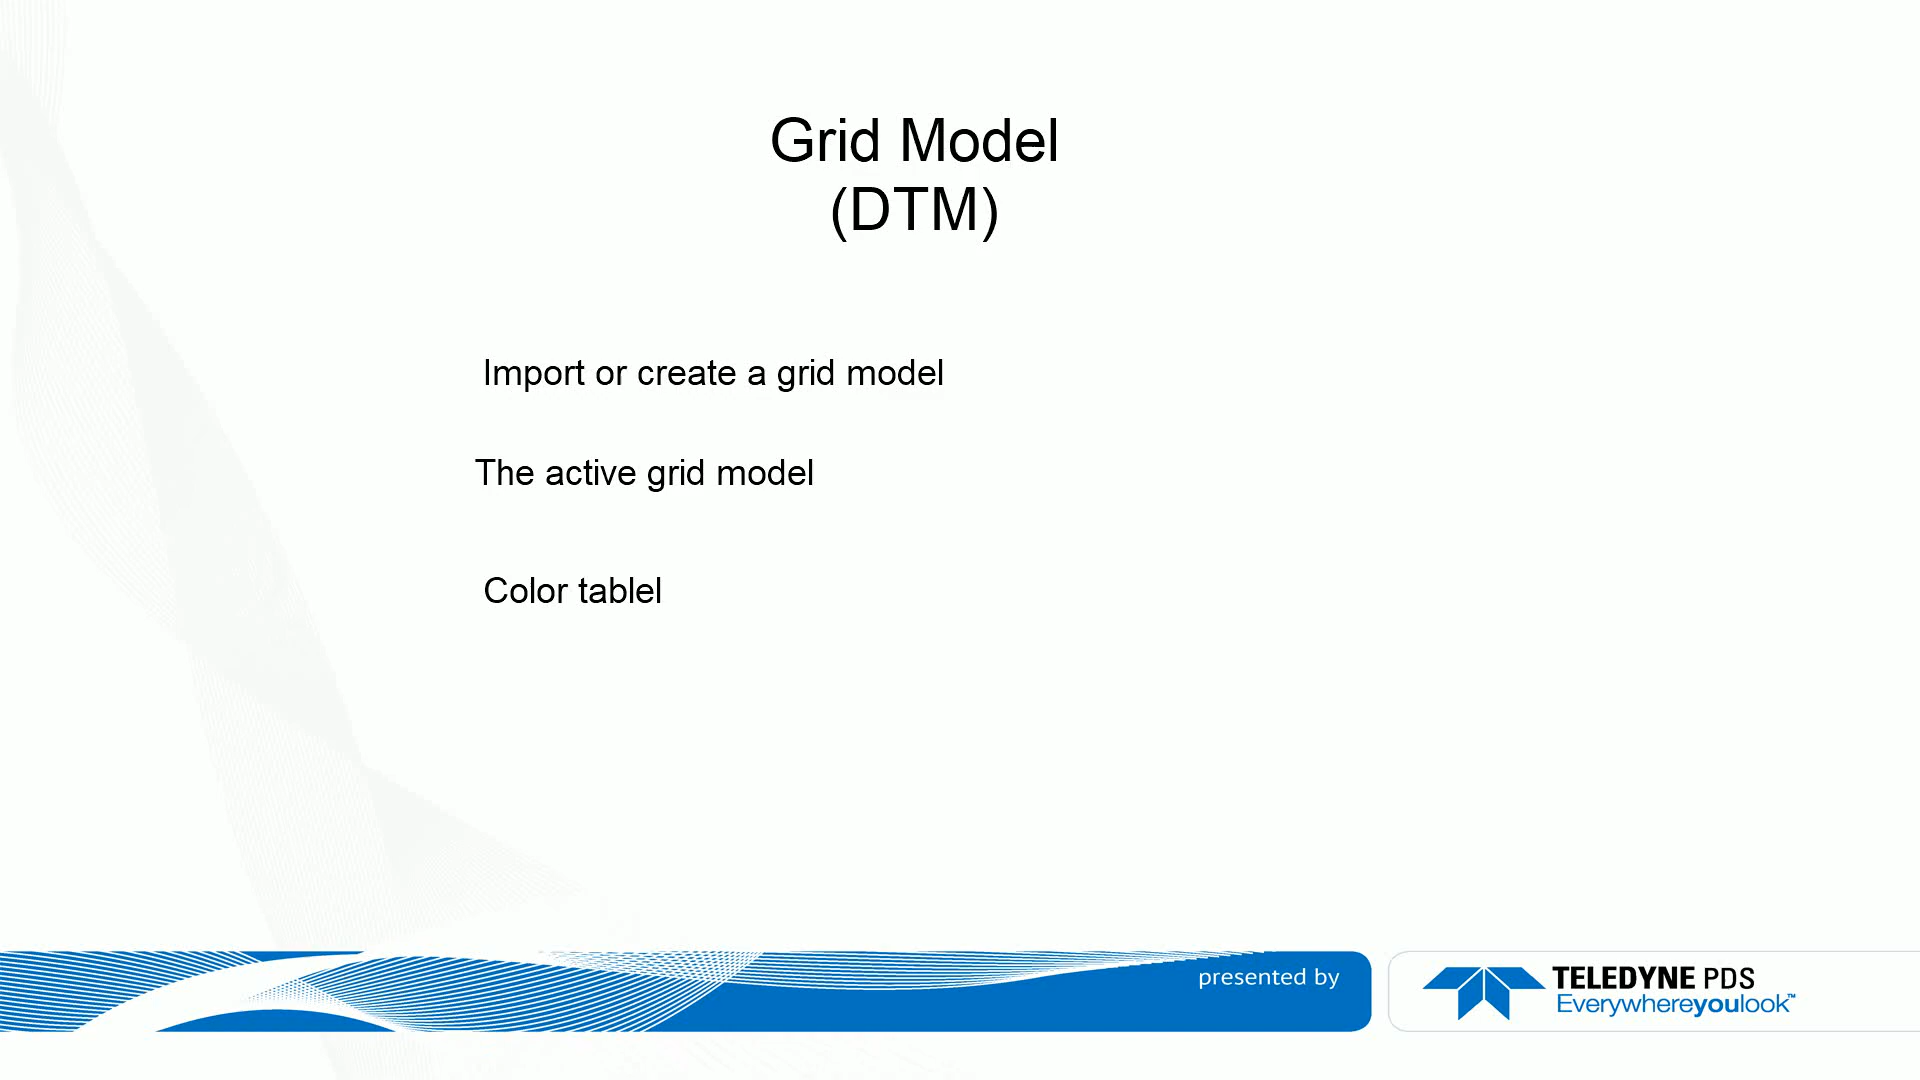 Grid Model
(DTM)
Import or create a grid model
The active grid model
Color tablel
presented by
TELEDYNE PDS
Everywhereyoulook™